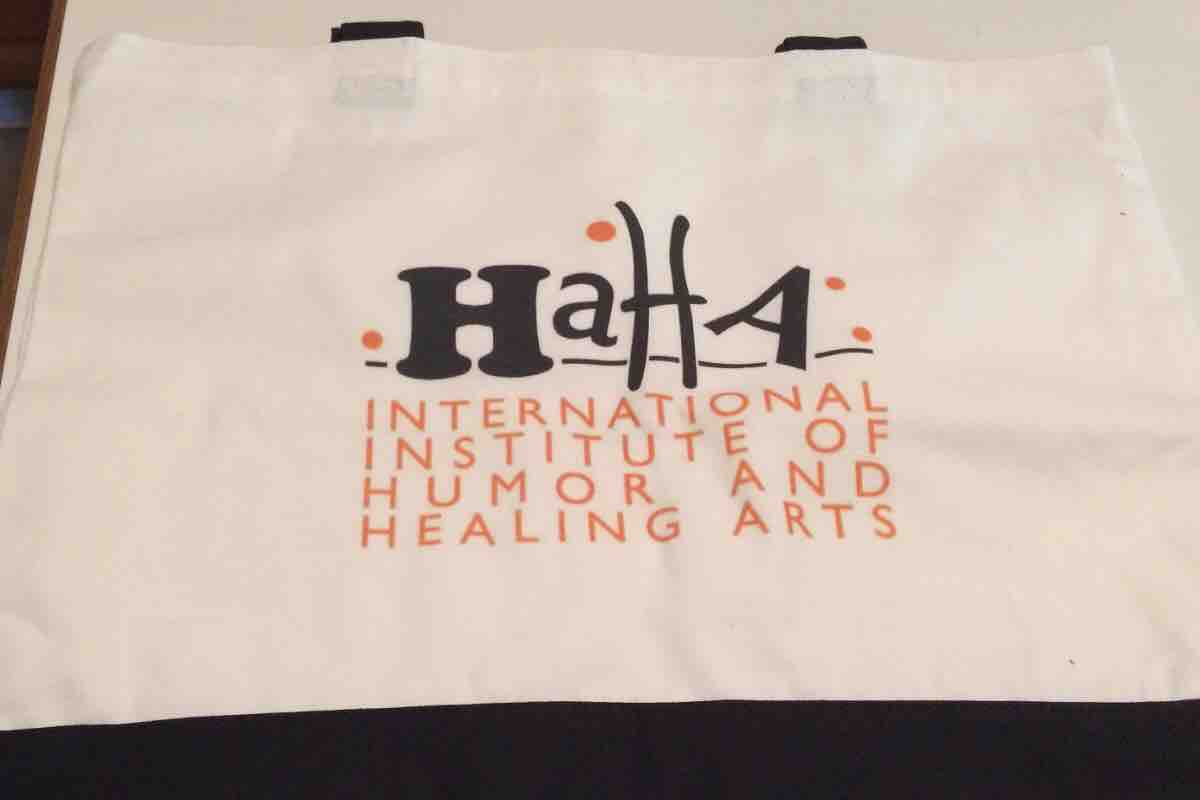 HaHA
INTERNATIONAL
INSTITUTE OF
HUMOR AND
HEALING ARTS